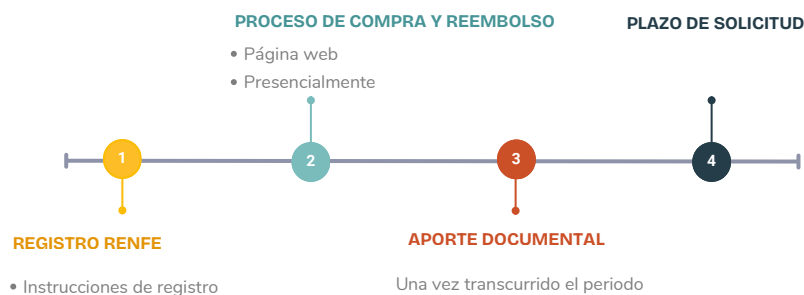 PROCESO DE COMPRA Y REEMBOLSO
• Página web
• Presencialmente
PLAZO DE SOLICITUD
1
2
3
4
REGISTRO RENFE
• Instrucciones de registro
APORTE DOCUMENTAL
Una vez transcurrido el periodo